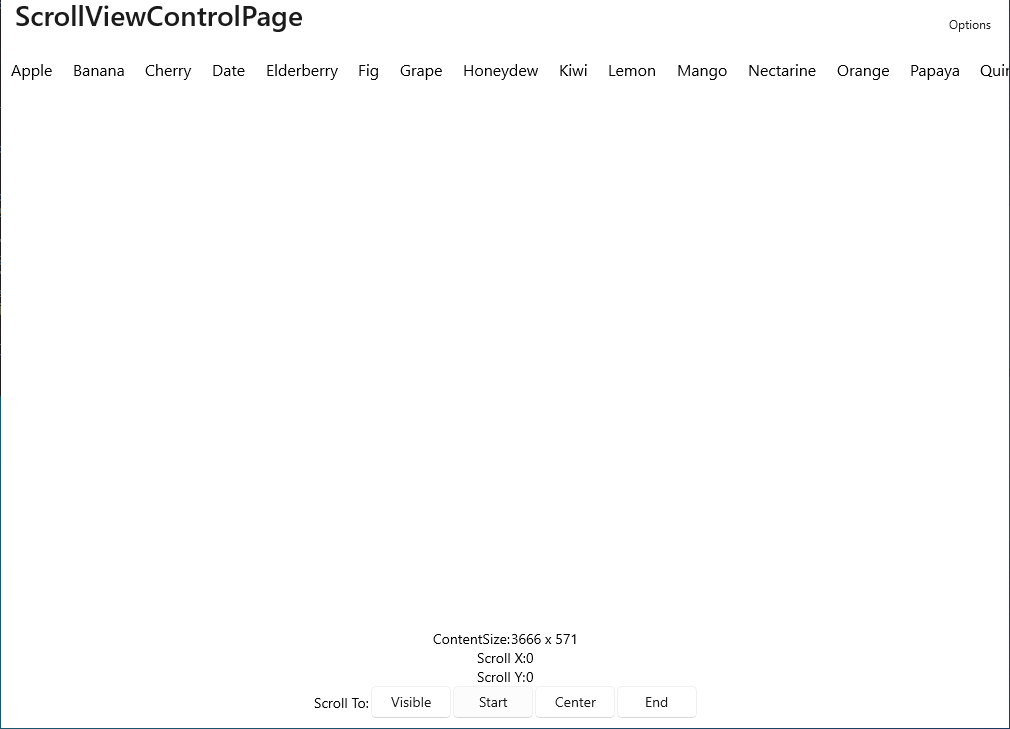 ScrollViewControlPage
Options
Apple Banana Cherry Date Elderberry Fig Grape Honeydew Kiwi Lemon Mango Nectarine Orange Papaya
ContentSize:3666 x 571
Scroll X:0
Scroll Y:0
Scroll To: Visible Start Center End